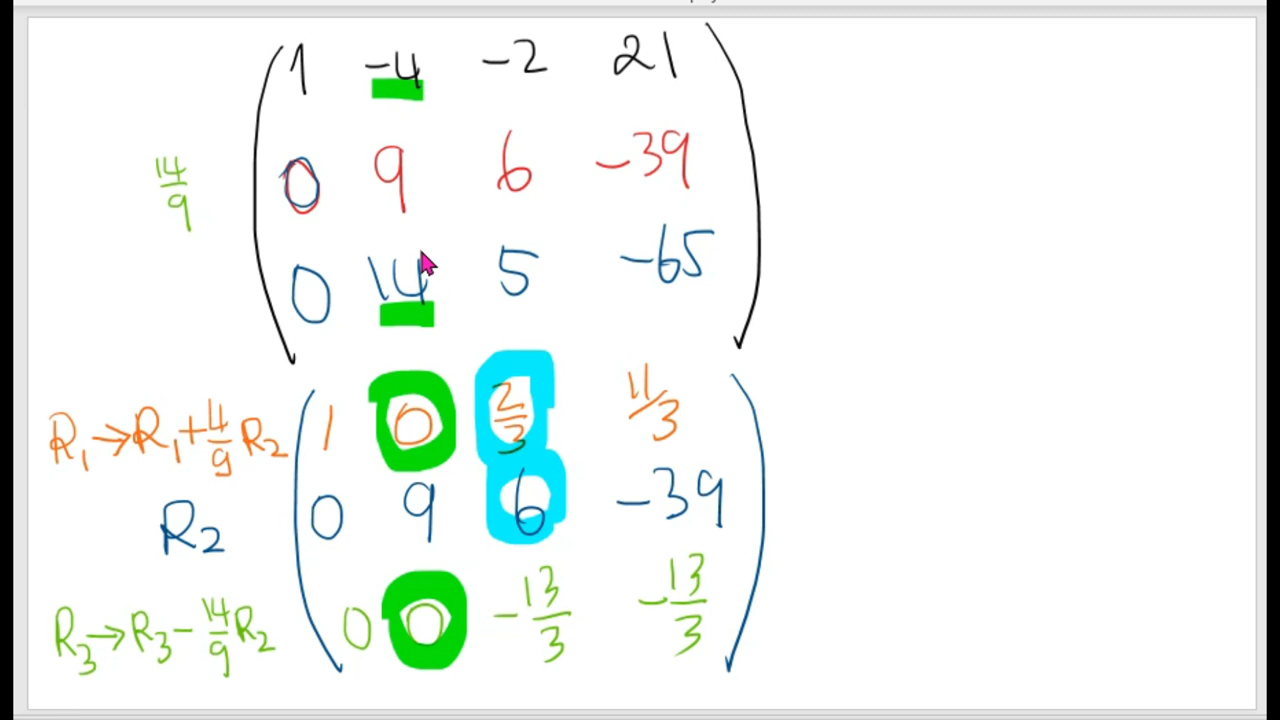 1 -4 -2 21
14/9 0 9 6 -39
0 14 5 -65
R₁→R₁+4/9R₂ 1 0 2/3 11/3
R₂ 0 9 6 -39
R₃→R₃-14/9R₂ 0 0 -13/3 -13/3